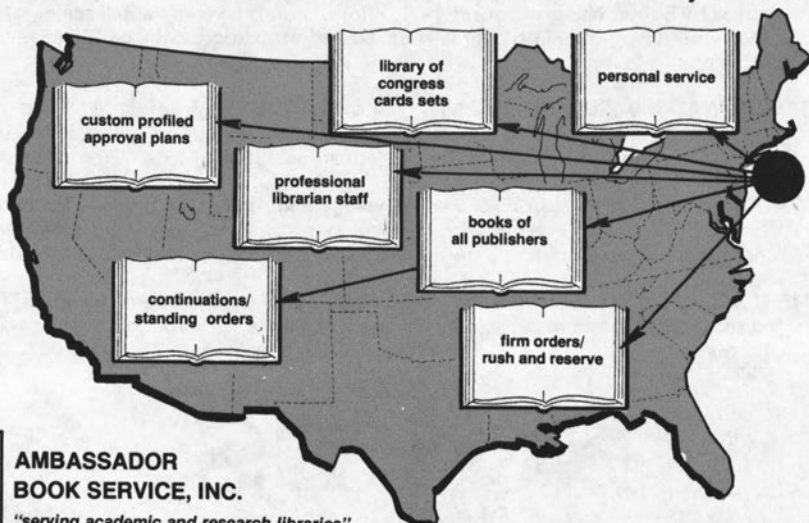 library of
congress
cards sets
personal service
custom profiled
approval plans
professional
librarian staff
books of
all publishers
continuations/
standing orders
firm orders/
rush and reserve
AMBASSADOR
BOOK SERVICE, INC.
"serving academic and research libraries"